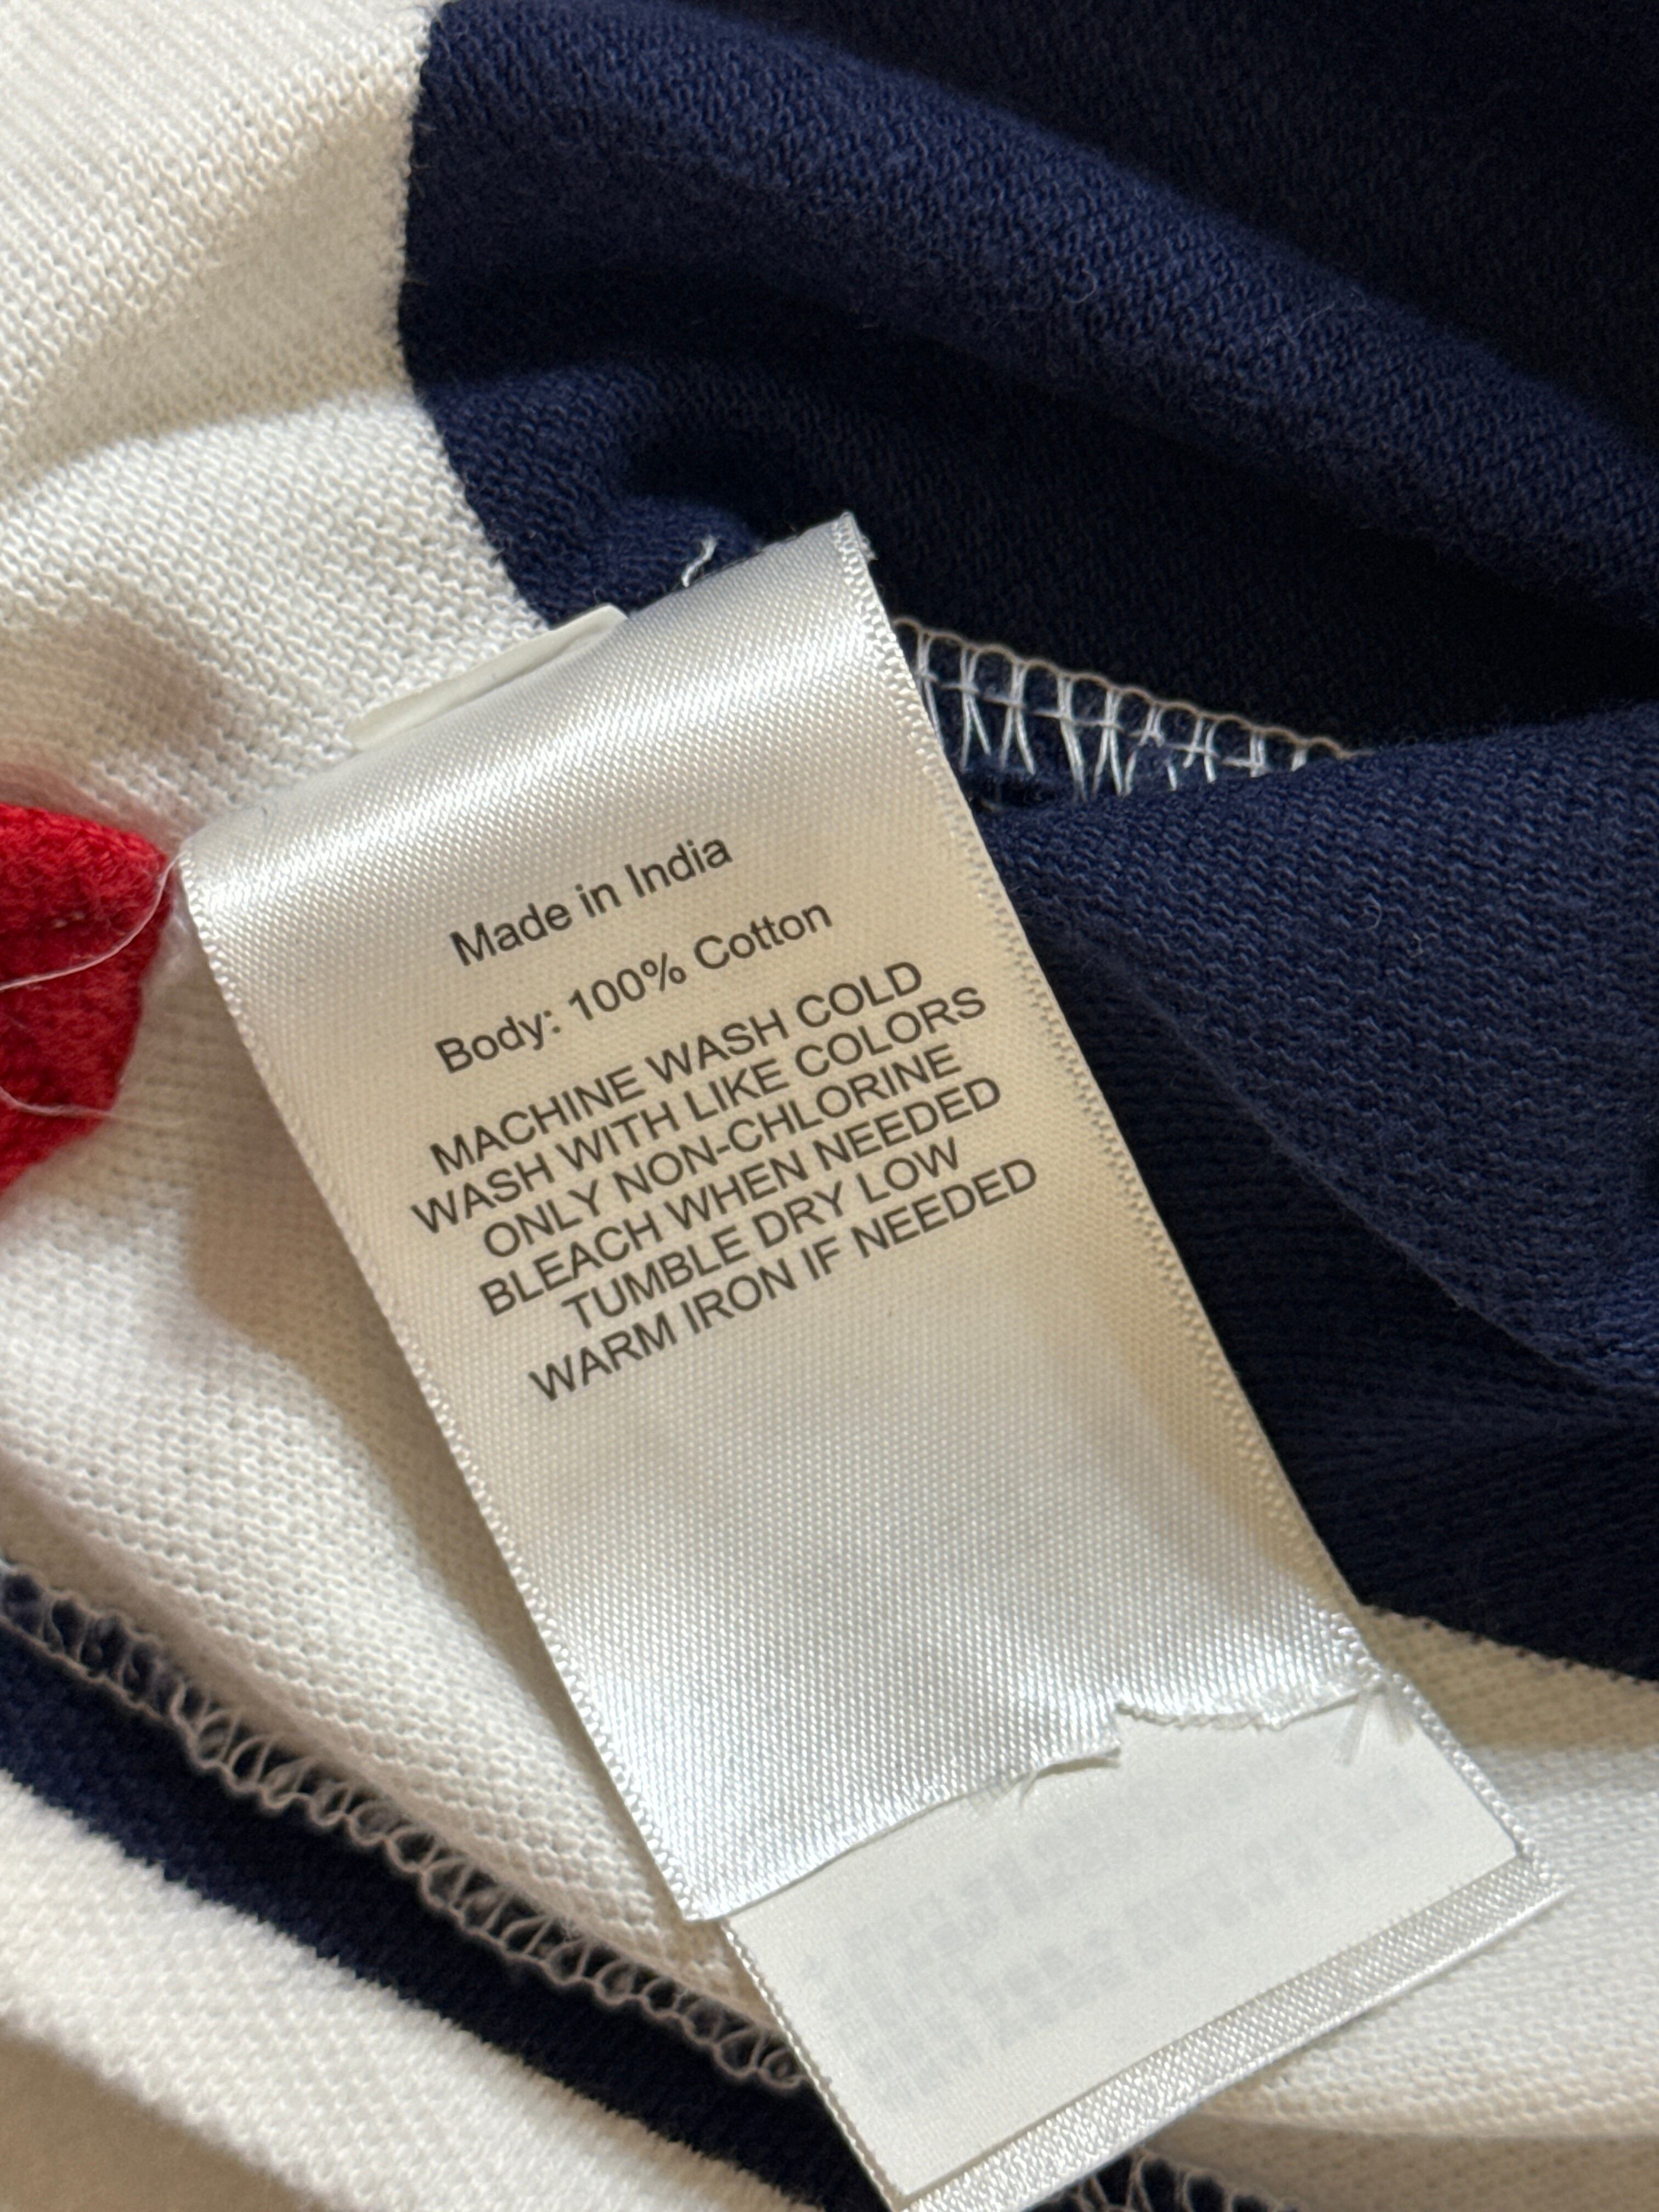 Made in India
Body: 100% Cotton
MACHINE WASH COLD
WASH WITH LIKE COLORS
ONLY NON-CHLORINE
BLEACH WHEN NEEDED
TUMBLE DRY LOW
WARM IRON IF NEEDED